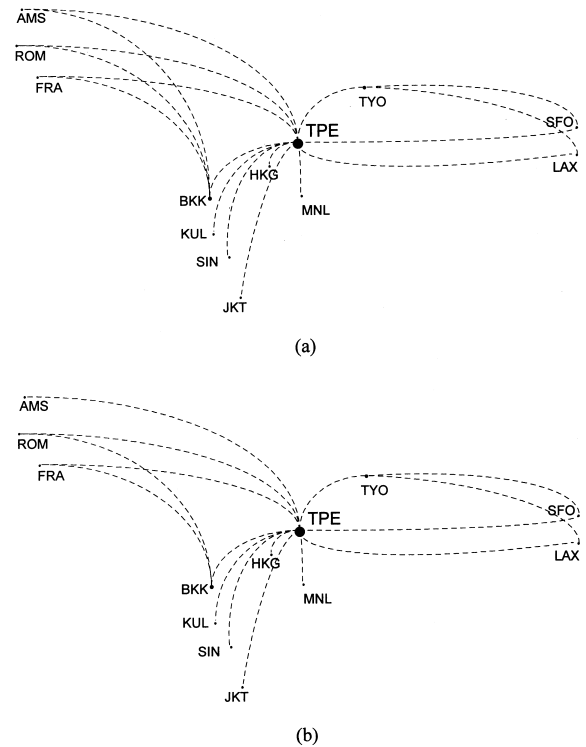 AMS
ROM
FRA
TYO
SFO
TPE
LAX
HKG
BKK
MNL
KUL
SIN
JKT
(a)
AMS
ROM
FRA
TYO
SFO
TPE
LAX
HKG
BKK
MNL
KUL
SIN
JKT
(b)